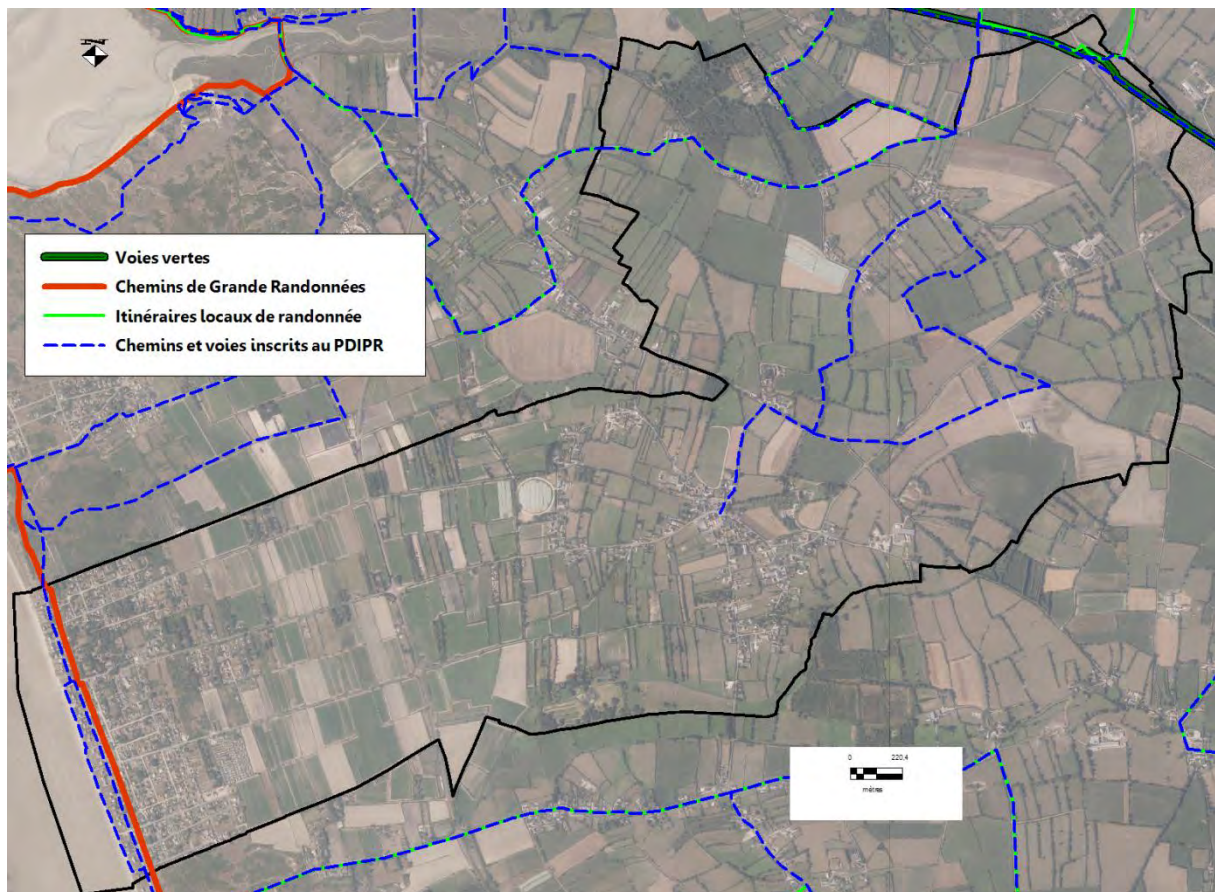 Voies vertes
Chemins de Grande Randonnées
Itinéraires locaux de randonnée
Chemins et voies inscrits au PDIPR
0 220,4
mètres